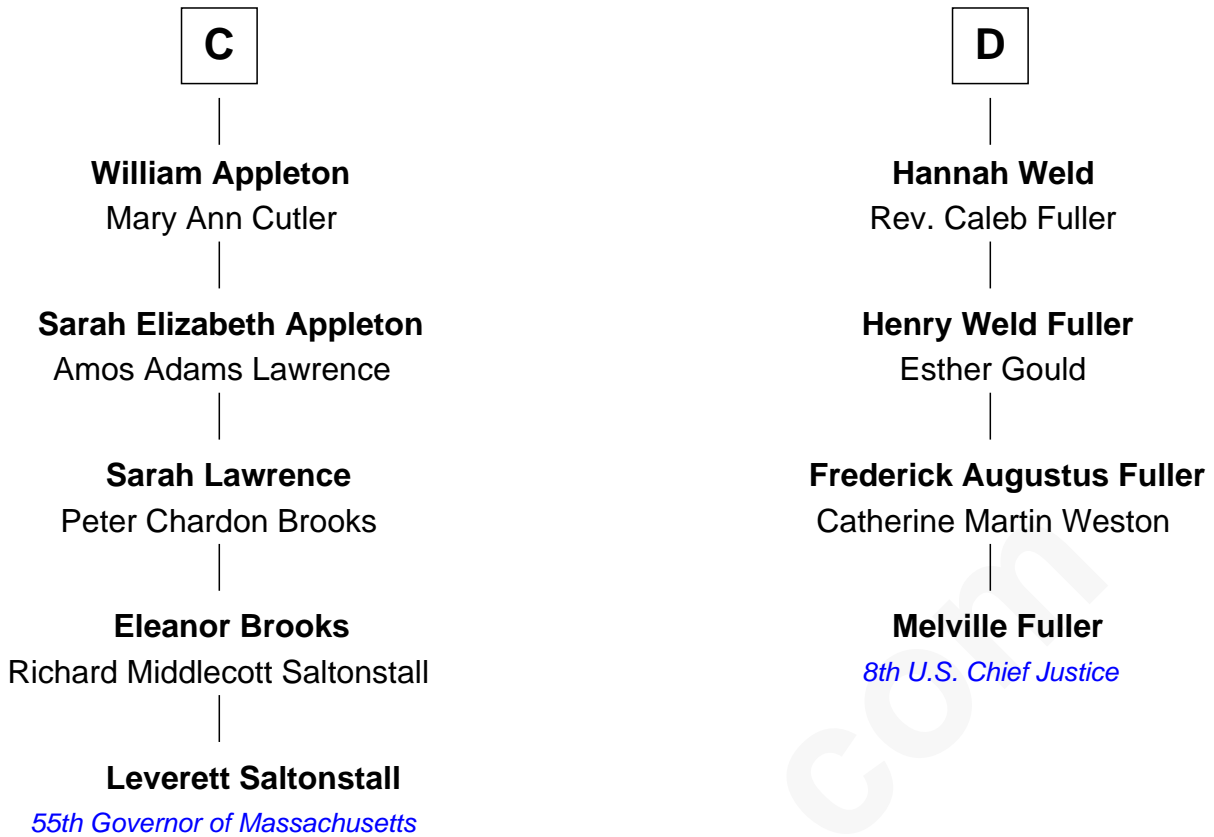 C
William Appleton
Mary Ann Cutler
Sarah Elizabeth Appleton
Amos Adams Lawrence
Sarah Lawrence
Peter Chardon Brooks
Eleanor Brooks
Richard Middlecott Saltonstall
Leverett Saltonstall
55th Governor of Massachusetts
D
Hannah Weld
Rev. Caleb Fuller
Henry Weld Fuller
Esther Gould
Frederick Augustus Fuller
Catherine Martin Weston
Melville Fuller
8th U.S. Chief Justice
com